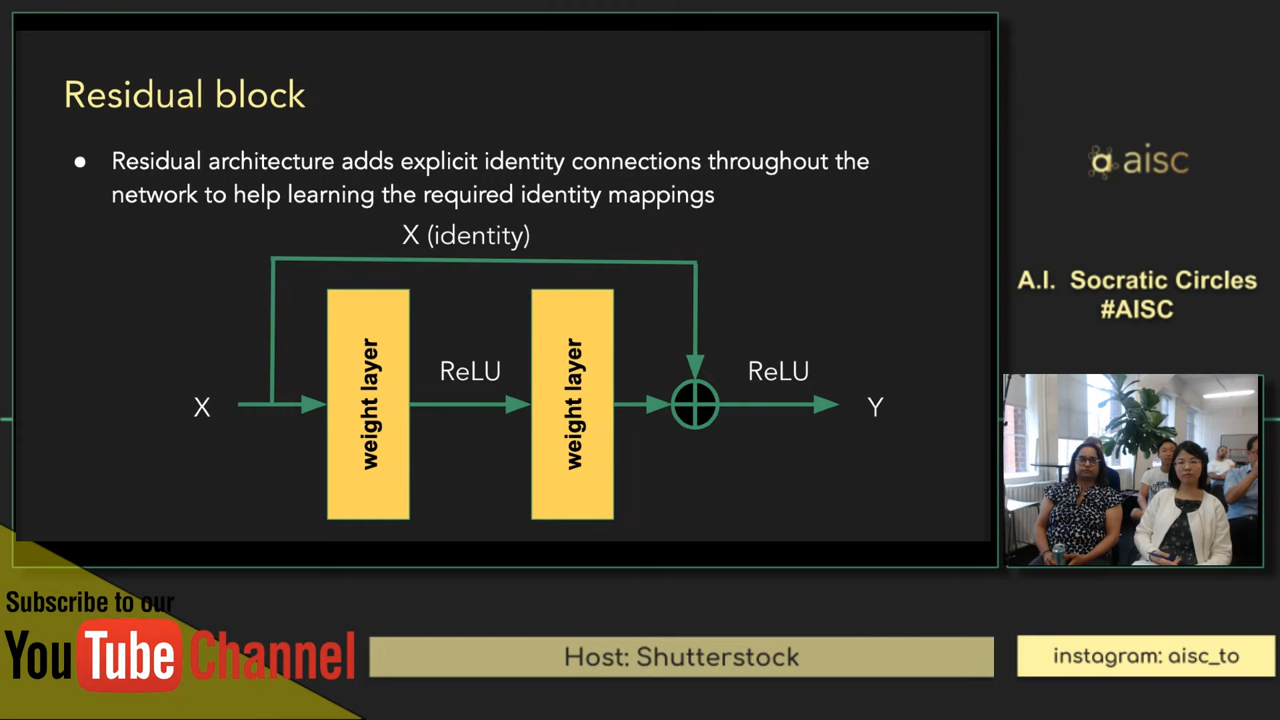 Residual block
● Residual architecture adds explicit identity connections throughout the
network to help learning the required identity mappings
X (identity)
weight layer
weight layer
ReLU
ReLU
X
Y
aisc
A.I. Socratic Circles
#AISC
Subscribe to our
YouTube Channel
Host: Shutterstock
instagram: aisc_to